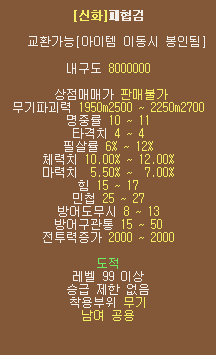 [신화]패협검
교환가능[아이템 이동시 봉인됨]
내구도 8000000
상점매매가 판매불가
무기파괴력 1950m2500 ~ 2250m2700
명중률 10 ~ 11
타격치 4 ~ 4
필살률 6% ~ 12%
체력치 10.00% ~ 12.00%
마력치 5.50% ~ 7.00%
힘 15 ~ 17
민첩 25 ~ 27
방어도무시 8 ~ 13
방어구관통 15 ~ 50
전투력증가 2000 ~ 2000
도적
레벨 99 이상
승급 제한 없음
착용부위 무기
남여 공용